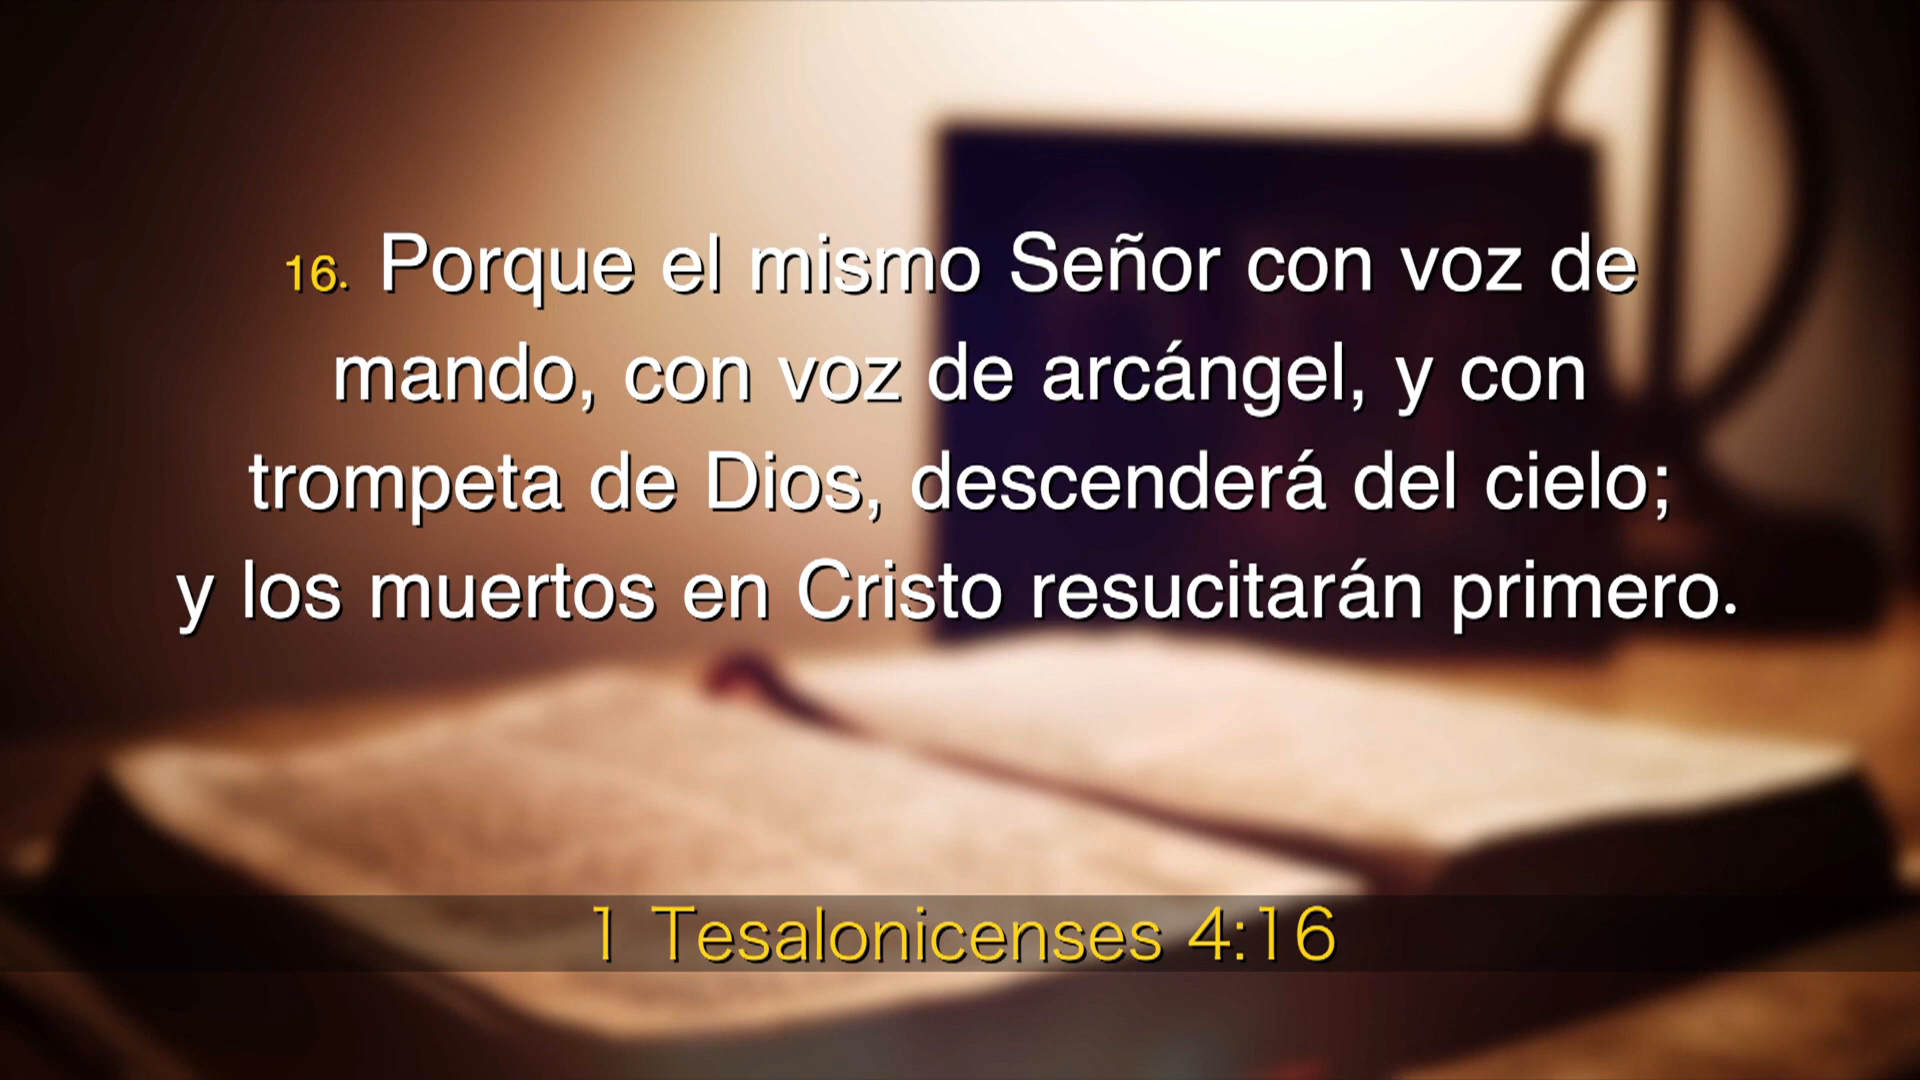 16. Porque el mismo Señor con voz de
mando, con voz de arcángel, y con
trompeta de Dios, descenderá del cielo;
y los muertos en Cristo resucitarán primero.
1 Tesalonicenses 4:16